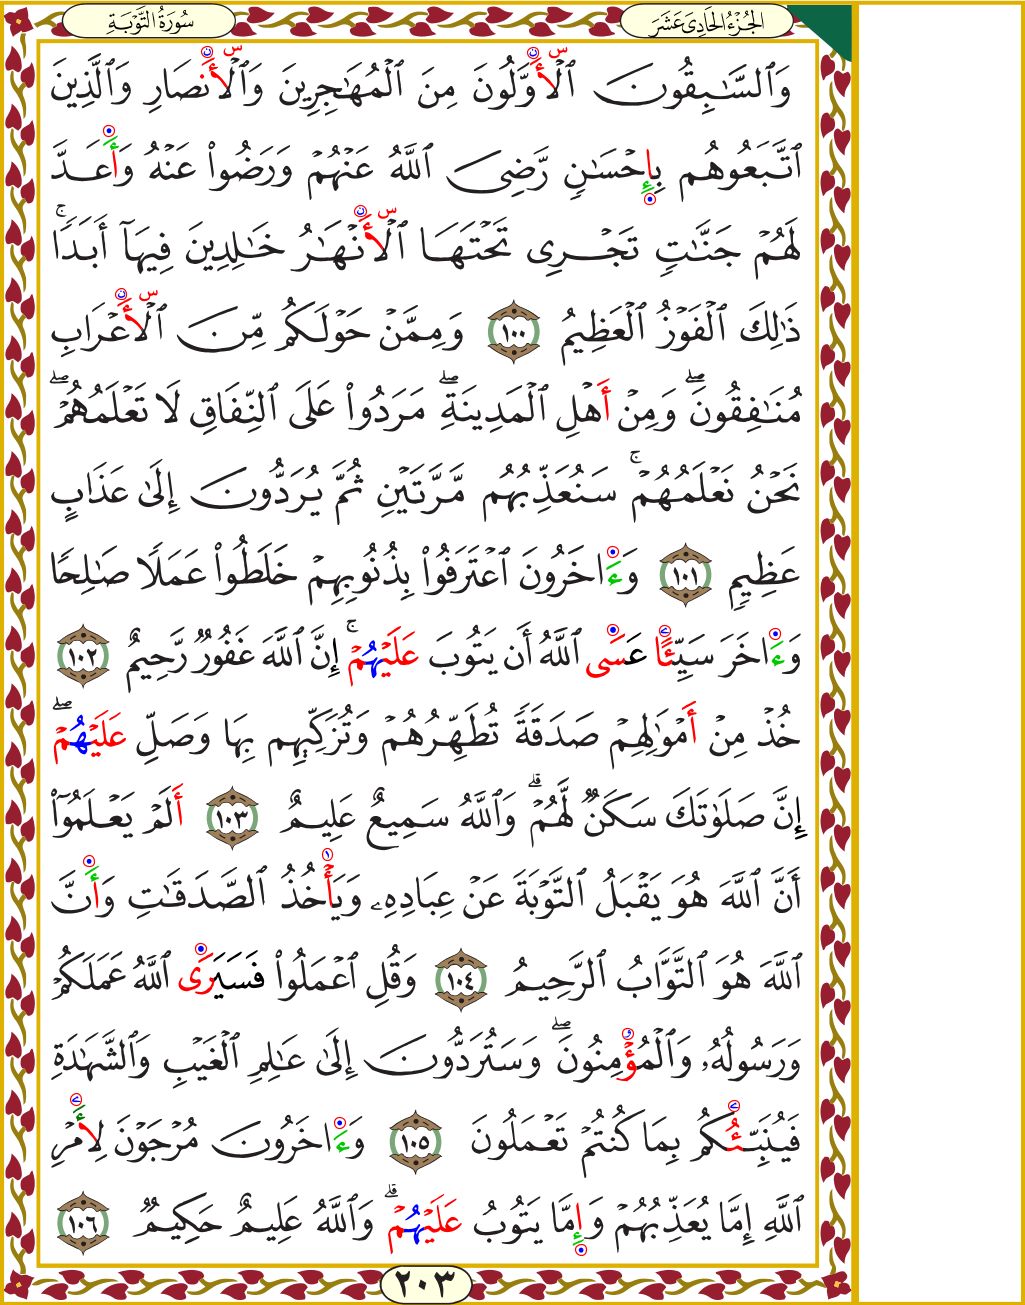 سُورَةُ التَّوْبَةِ
الجُزْءُ الحَادِىَ عَشَرَ
وَٱلسَّٰبِقُونَ ٱلْأَوَّلُونَ مِنَ ٱلْمُهَٰجِرِينَ وَٱلْأَنصَارِ وَٱلَّذِينَ
ٱتَّبَعُوهُم بِإِحْسَٰنٍ رَّضِىَ ٱللَّهُ عَنْهُمْ وَرَضُوا۟ عَنْهُ وَأَعَدَّ
لَهُمْ جَنَّٰتٍ تَجْرِى تَحْتَهَا ٱلْأَنْهَٰرُ خَٰلِدِينَ فِيهَآ أَبَدًا ۚ
ذَٰلِكَ ٱلْفَوْزُ ٱلْعَظِيمُ ١٠٠ وَمِمَّنْ حَوْلَكُم مِّنَ ٱلْأَعْرَابِ
مُنَٰفِقُونَ ۖ وَمِنْ أَهْلِ ٱلْمَدِينَةِ ۖ مَرَدُوا۟ عَلَى ٱلنِّفَاقِ لَا تَعْلَمُهُمْ ۖ
نَحْنُ نَعْلَمُهُمْ ۚ سَنُعَذِّبُهُم مَّرَّتَيْنِ ثُمَّ يُرَدُّونَ إِلَىٰ عَذَابٍ
عَظِيمٍ ١٠١ وَءَاخَرُونَ ٱعْتَرَفُوا۟ بِذُنُوبِهِمْ خَلَطُوا۟ عَمَلًا صَٰلِحًا
وَءَاخَرَ سَيِّئًا عَسَى ٱللَّهُ أَن يَتُوبَ عَلَيْهُمْ ۚ إِنَّ ٱللَّهَ غَفُورٌ رَّحِيمٌ ١٠٢
خُذْ مِنْ أَمْوَٰلِهِمْ صَدَقَةً تُطَهِّرُهُمْ وَتُزَكِّيهِم بِهَا وَصَلِّ عَلَيْهُمْ ۖ
إِنَّ صَلَوٰتَكَ سَكَنٌ لَّهُمْ ۗ وَٱللَّهُ سَمِيعٌ عَلِيمٌ ١٠٣ أَلَمْ يَعْلَمُوٓا۟
أَنَّ ٱللَّهَ هُوَ يَقْبَلُ ٱلتَّوْبَةَ عَنْ عِبَادِهِۦ وَيَأْخُذُ ٱلصَّدَقَٰتِ وَأَنَّ
ٱللَّهَ هُوَ ٱلتَّوَّابُ ٱلرَّحِيمُ ١٠٤ وَقُلِ ٱعْمَلُوا۟ فَسَيَرَى ٱللَّهُ عَمَلَكُمْ
وَرَسُولُهُۥ وَٱلْمُؤْمِنُونَ ۖ وَسَتُرَدُّونَ إِلَىٰ عَٰلِمِ ٱلْغَيْبِ وَٱلشَّهَٰدَةِ
فَيُنَبِّئُكُم بِمَا كُنتُمْ تَعْمَلُونَ ١٠٥ وَءَاخَرُونَ مُرْجَوْنَ لِأَمْرِ
ٱللَّهِ إِمَّا يُعَذِّبُهُمْ وَإِمَّا يَتُوبُ عَلَيْهُمْ ۗ وَٱللَّهُ عَلِيمٌ حَكِيمٌ ١٠٦
٢٠٣